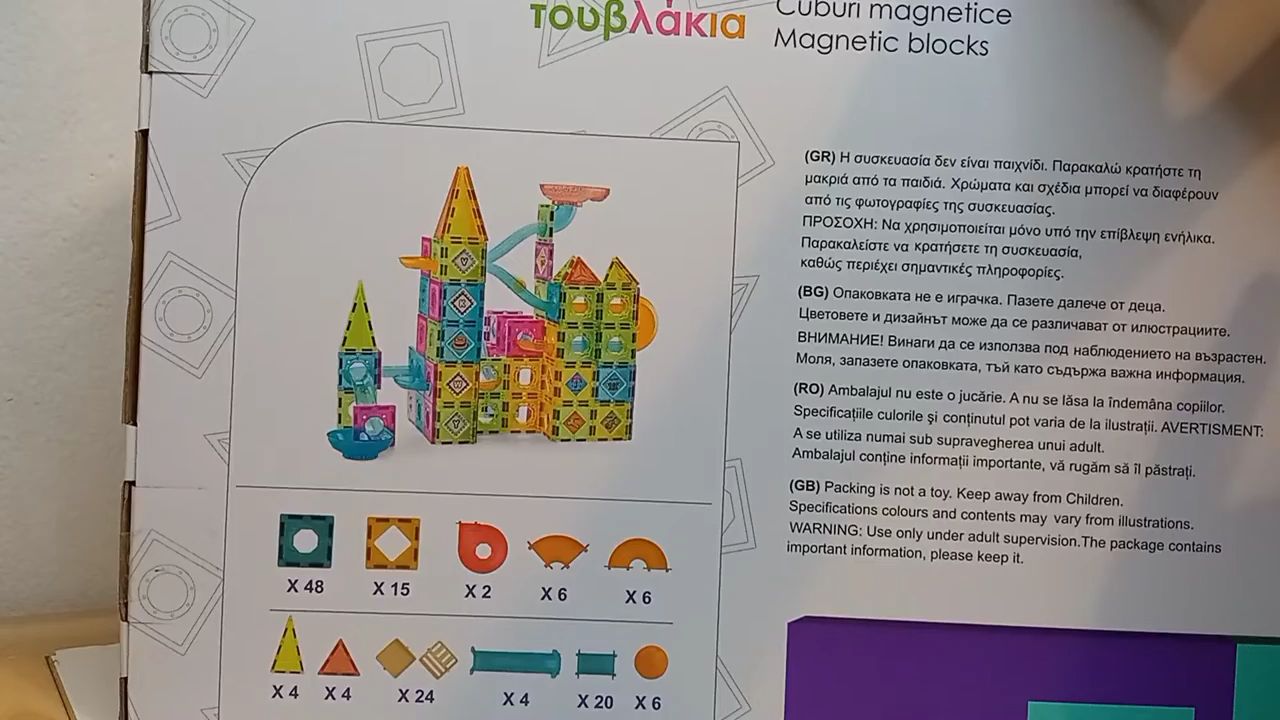 τουβλάκια
Cuburi magnetice
Magnetic blocks
(GR) Η συσκευασία δεν είναι παιχνίδι. Παρακαλώ κρατήστε τη
μακριά από τα παιδιά. Χρώματα και σχέδια μπορεί να διαφέρουν
από τις φωτογραφίες της συσκευασίας.
ΠΡΟΣΟΧΗ: Να χρησιμοποιείται μόνο υπό την επίβλεψη ενήλικα.
Παρακαλείστε να κρατήσετε τη συσκευασία,
καθώς περιέχει σημαντικές πληροφορίες.
(BG) Опаковката не е играчка. Пазете далече от деца.
Цветовете и дизайнът може да се различават от илюстрациите.
ВНИМАНИЕ! Винаги да се използва под наблюдението на възрастен.
Моля, запазете опаковката, тъй като съдържа важна информация.
(RO) Ambalajul nu este o jucărie. A nu se lăsa la îndemâna copiilor.
Specificațiile culorile şi conținutul pot varia de la ilustrații. AVERTISMENT:
A se utiliza numai sub supravegherea unui adult.
Ambalajul conține informații importante, vă rugăm să îl păstrați.
(GB) Packing is not a toy. Keep away from Children.
Specifications colours and contents may vary from illustrations.
WARNING: Use only under adult supervision.The package contains
important information, please keep it.
X 48 X 15 X 2 X 6 X 6
X 4 X 4 X 24 X 4 X 20 X 6